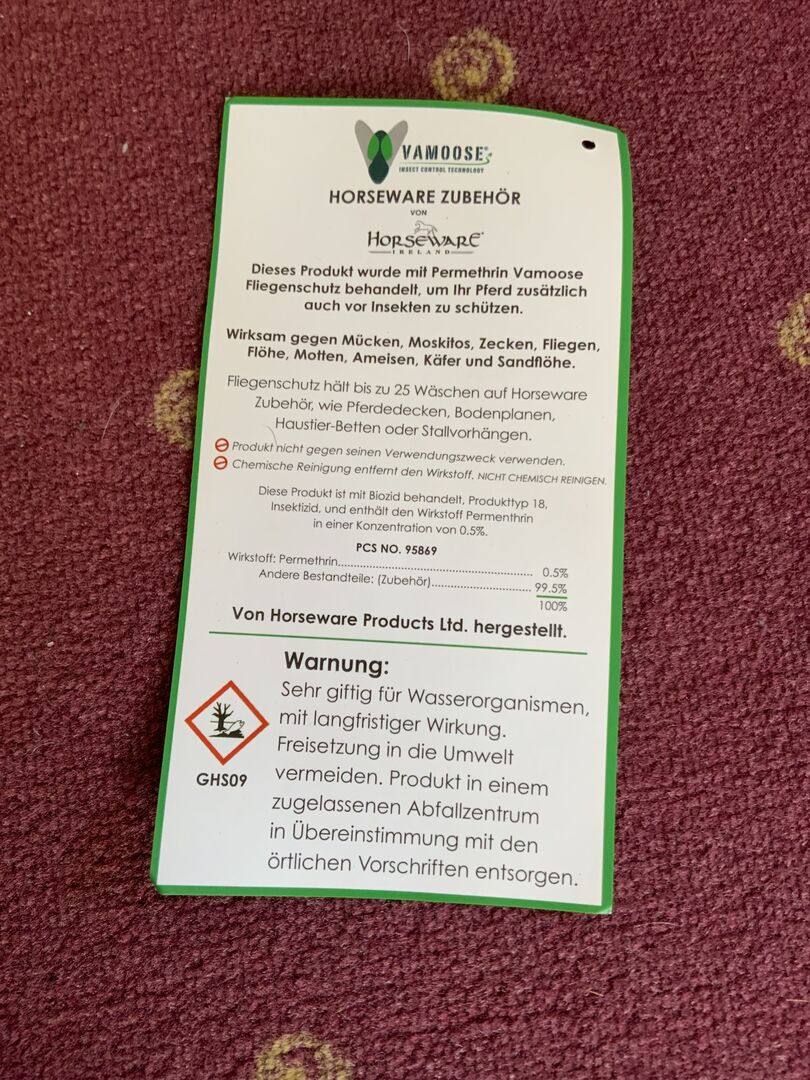 VAMOOSE®
INSECT CONTROL TECHNOLOGY
HORSEWARE ZUBEHÖR
VON
HORSEWARE®
IRELAND
Dieses Produkt wurde mit Permethrin Vamoose
Fliegenschutz behandelt, um Ihr Pferd zusätzlich
auch vor Insekten zu schützen.
Wirksam gegen Mücken, Moskitos, Zecken, Fliegen,
Flöhe, Motten, Ameisen, Käfer und Sandflöhe.
Fliegenschutz hält bis zu 25 Wäschen auf Horseware
Zubehör, wie Pferdedecken, Bodenplanen,
Haustier-Betten oder Stallvorhängen.
Produkt nicht gegen seinen Verwendungszweck verwenden.
Chemische Reinigung entfernt den Wirkstoff. NICHT CHEMISCH REINIGEN.
Diese Produkt ist mit Biozid behandelt, Produkttyp 18,
Insektizid, und enthält den Wirkstoff Permenthrin
in einer Konzentration von 0.5%.
PCS NO. 95869
Wirkstoff: Permethrin.................................................... 0.5%
Andere Bestandteile: (Zubehör)........................... 99.5%
100%
Von Horseware Products Ltd. hergestellt.
Warnung:
Sehr giftig für Wasserorganismen,
mit langfristiger Wirkung.
Freisetzung in die Umwelt
vermeiden. Produkt in einem
zugelassenen Abfallzentrum
in Übereinstimmung mit den
örtlichen Vorschriften entsorgen.
GHS09